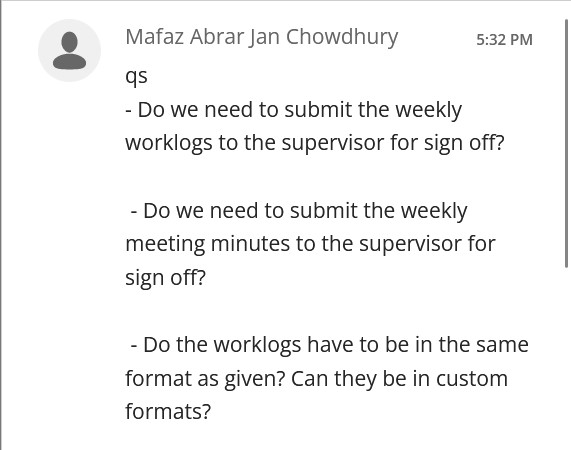 Mafaz Abrar Jan Chowdhury 5:32 PM
qs
- Do we need to submit the weekly
worklogs to the supervisor for sign off?
- Do we need to submit the weekly
meeting minutes to the supervisor for
sign off?
- Do the worklogs have to be in the same
format as given? Can they be in custom
formats?